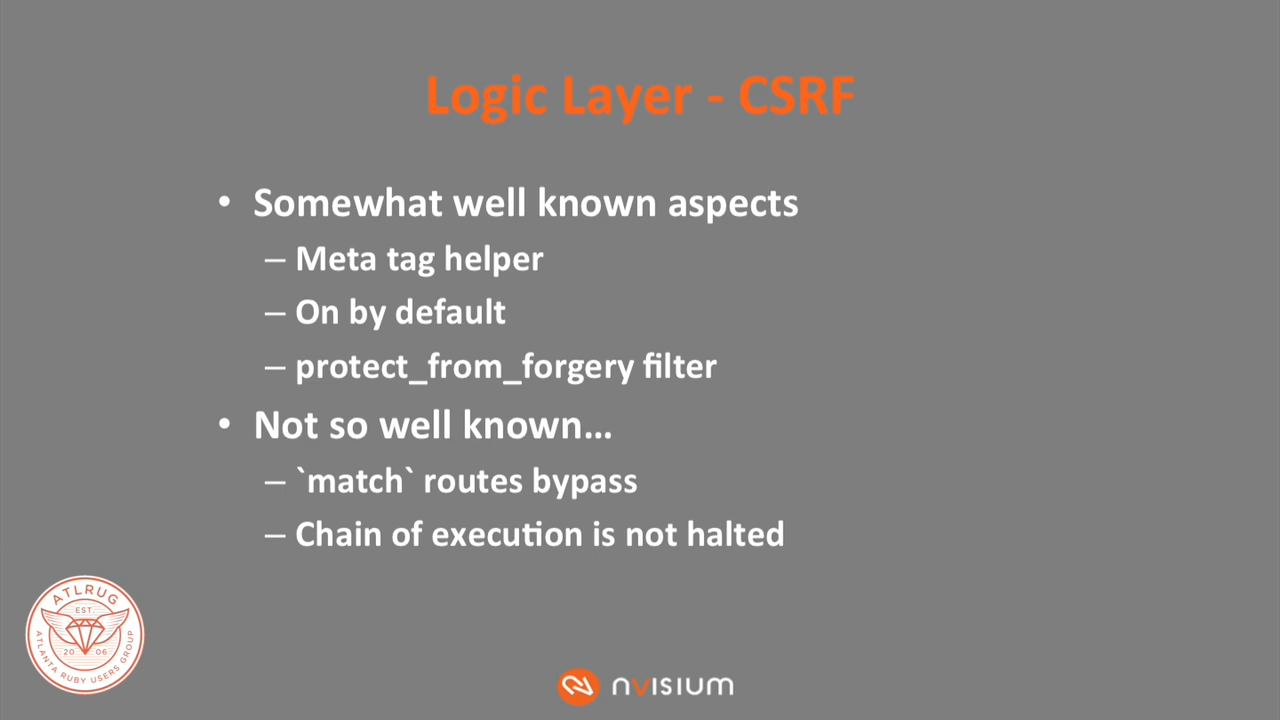 Logic Layer - CSRF
• Somewhat well known aspects
– Meta tag helper
– On by default
– protect_from_forgery filter
• Not so well known…
– `match` routes bypass
– Chain of execution is not halted
ATLRUG
EST.
20 06
ATLANTA RUBY USERS GROUP
nvisium